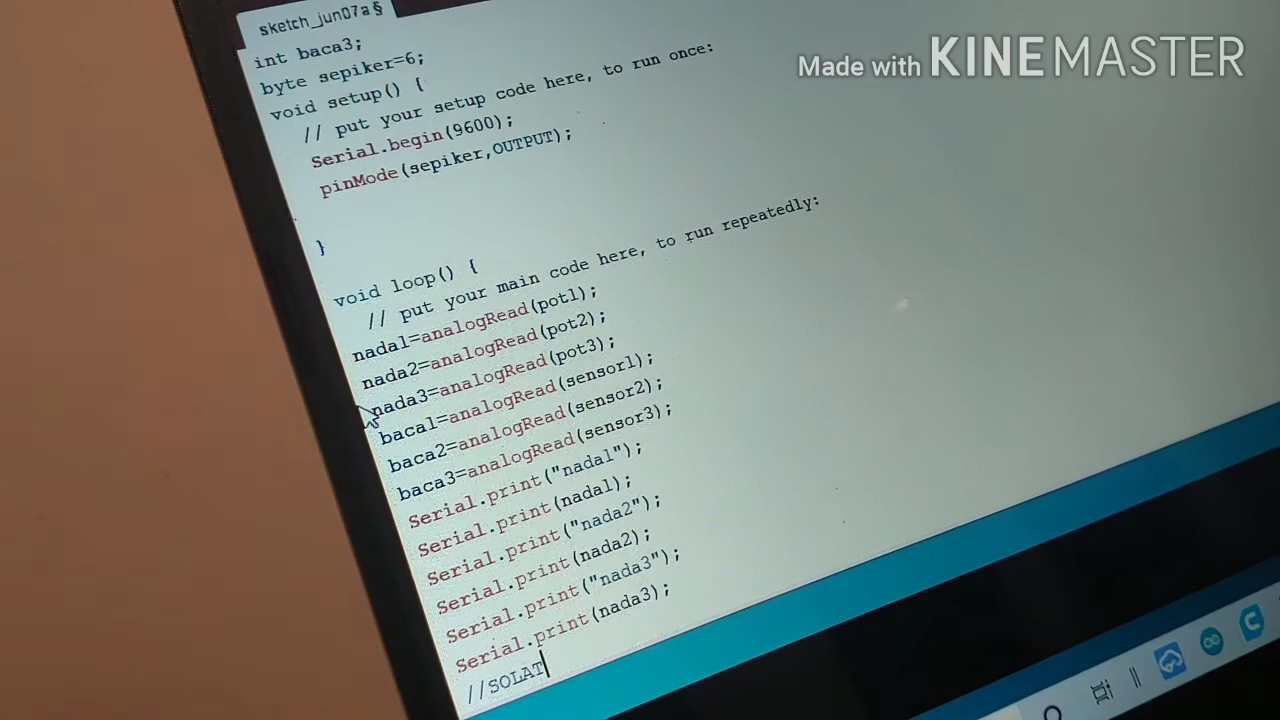 Made with KINEMASTER
sketch_jun07a§
int baca3;
byte sepiker=6;
void setup() {
// put your setup code here, to run once:
Serial.begin(9600);
pinMode(sepiker,OUTPUT);
}
void loop() {
// put your main code here, to run repeatedly:
nada1=analogRead(pot1);
nada2=analogRead(pot2);
nada3=analogRead(pot3);
baca1=analogRead(sensor1);
baca2=analogRead(sensor2);
baca3=analogRead(sensor3);
Serial.print("nada1");
Serial.print(nada1);
Serial.print("nada2");
Serial.print(nada2);
Serial.print("nada3");
Serial.print(nada3);
//SOLAT